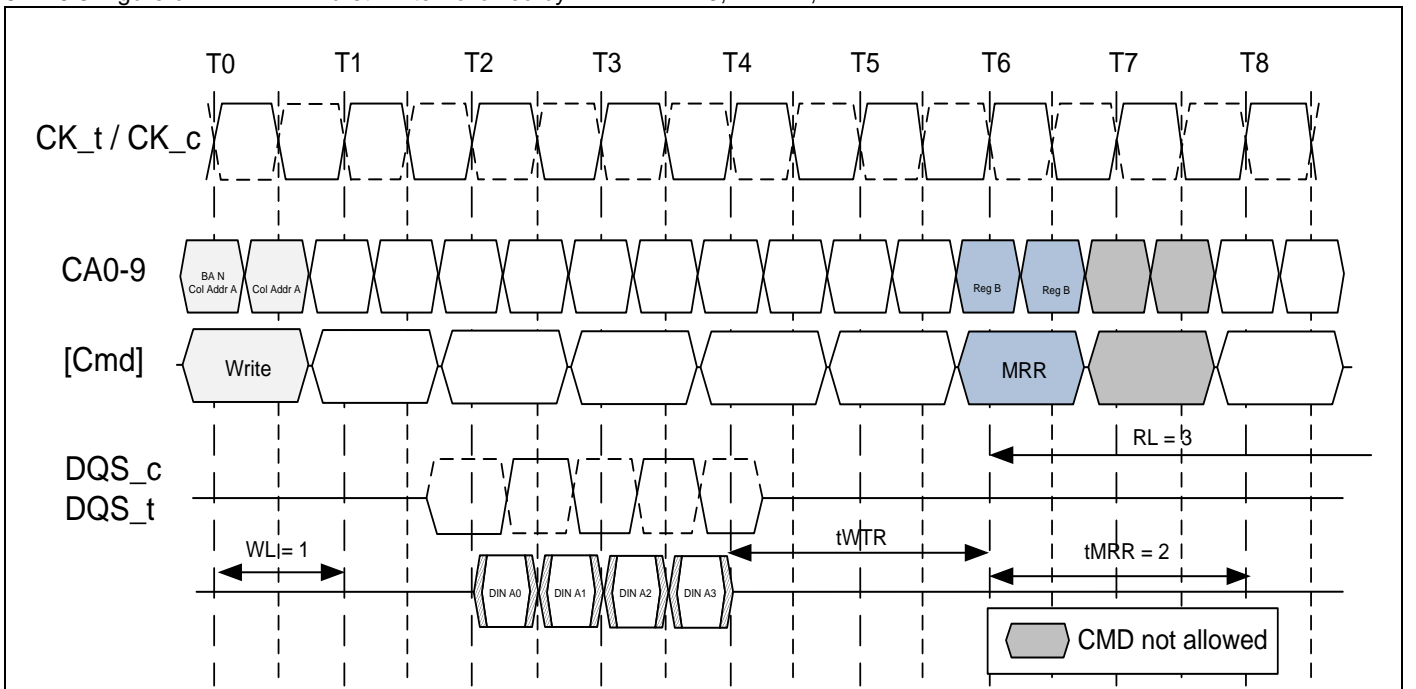 T0 T1 T2 T3 T4 T5 T6 T7 T8
CK_t / CK_c
CA0-9
BA N
Col Addr A
Col Addr A
Reg B
Reg B
[Cmd]
Write
MRR
RL = 3
DQS_c
DQS_t
WL = 1
tWTR
tMRR = 2
DIN A0
DIN A1
DIN A2
DIN A3
CMD not allowed